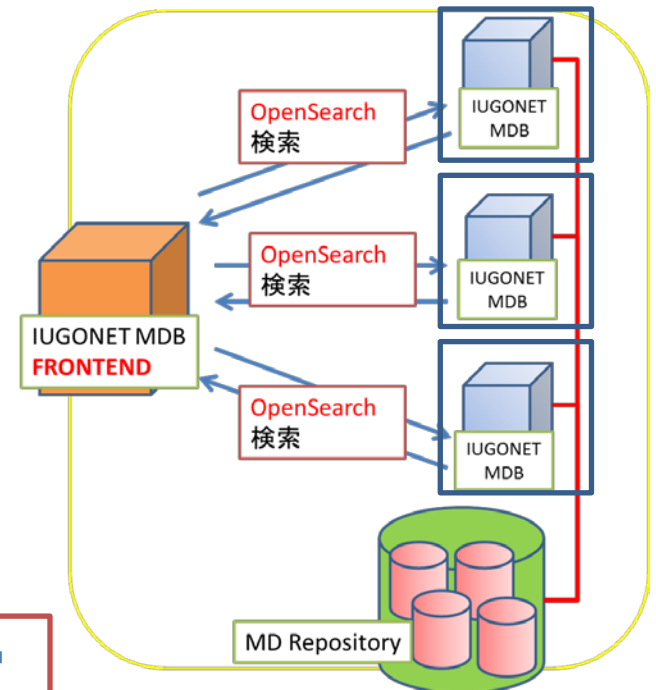 IUGONET
MDB
OpenSearch
検索
OpenSearch
検索
IUGONET
MDB
IUGONET MDB
FRONTEND
OpenSearch
検索
IUGONET
MDB
MD Repository